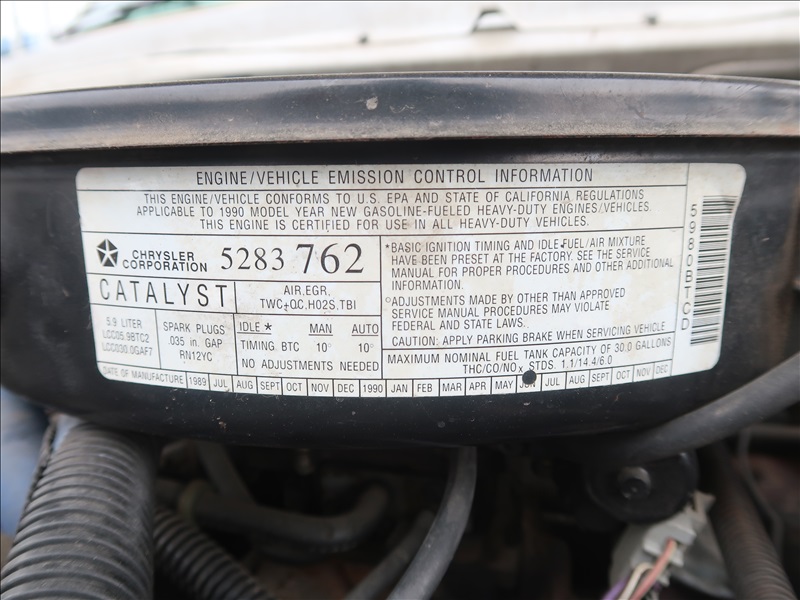 ENGINE/VEHICLE EMISSION CONTROL INFORMATION
THIS ENGINE/VEHICLE CONFORMS TO U.S. EPA AND STATE OF CALIFORNIA REGULATIONS
APPLICABLE TO 1990 MODEL YEAR NEW GASOLINE-FUELED HEAVY-DUTY ENGINES/VEHICLES.
THIS ENGINE IS CERTIFIED FOR USE IN ALL HEAVY-DUTY VEHICLES.
CHRYSLER
CORPORATION
5283 762
CATALYST
AIR,EGR,
TWC+OC,HO2S,TBI
5.9 LITER
LCC05.9BTC2
LCC030.0GAF7
SPARK PLUGS
.035 in. GAP
RN12YC
IDLE * MAN AUTO
TIMING BTC 10° 10°
NO ADJUSTMENTS NEEDED
*BASIC IGNITION TIMING AND IDLE FUEL/AIR MIXTURE
HAVE BEEN PRESET AT THE FACTORY. SEE THE SERVICE
MANUAL FOR PROPER PROCEDURES AND OTHER ADDITIONAL
INFORMATION.
○ADJUSTMENTS MADE BY OTHER THAN APPROVED
SERVICE MANUAL PROCEDURES MAY VIOLATE
FEDERAL AND STATE LAWS.
CAUTION: APPLY PARKING BRAKE WHEN SERVICING VEHICLE
MAXIMUM NOMINAL FUEL TANK CAPACITY OF 30.0 GALLONS
THC/CO/NOx STDS. 1.1/14.4/6.0
DATE OF MANUFACTURE 1989 JUL AUG SEPT OCT NOV DEC 1990 JAN FEB MAR APR MAY JUL AUG SEPT OCT NOV DEC
5980BTCD